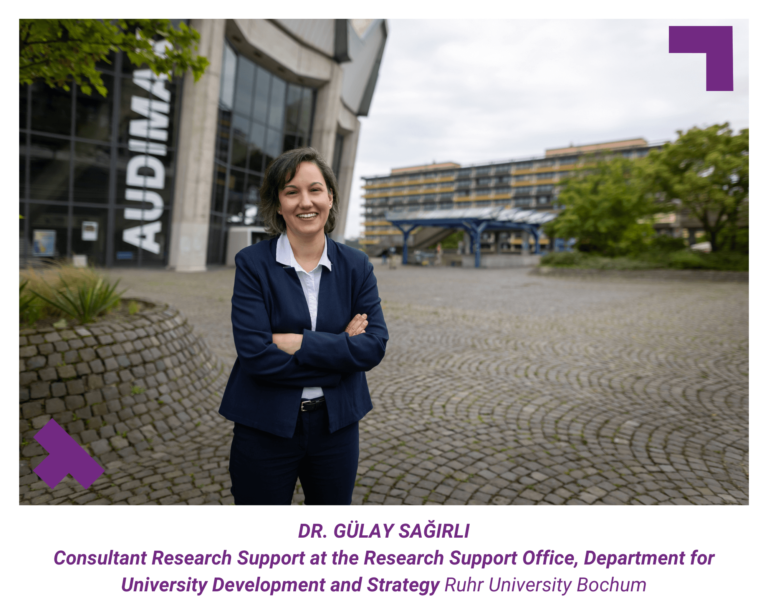 AUDIMA
DR. GÜLAY SAĞIRLI
Consultant Research Support at the Research Support Office, Department for
University Development and Strategy Ruhr University Bochum